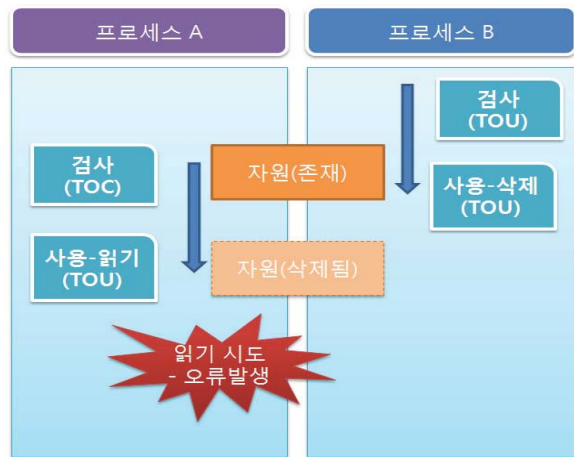 프로세스 A
프로세스 B
검사
(TOU)
검사
(TOC)
자원(존재)
사용-삭제
(TOU)
사용-읽기
(TOU)
자원(삭제됨)
읽기 시도
- 오류발생